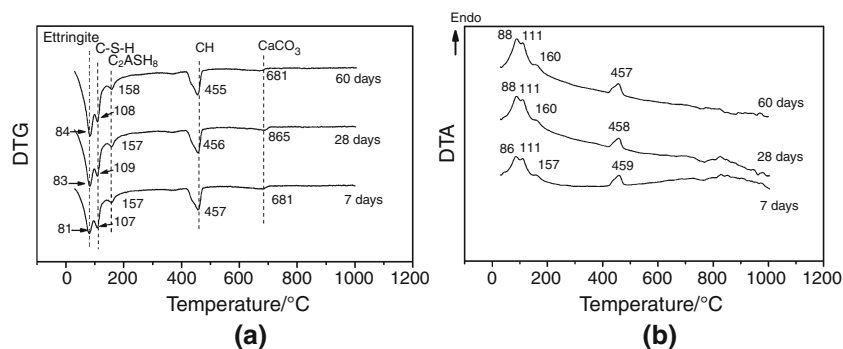 Ettringite
C-S-H
C₂ASH₈
CH
CaCO₃
158
108
84
455
681
60 days
157
109
83
456
865
28 days
157
107
81
457
681
7 days
DTG
0 200 400 600 800 1000 1200
Temperature/°C
(a)
Endo
88 111
160
457
60 days
88 111
160
458
28 days
86 111
157
459
7 days
DTA
0 200 400 600 800 1000 1200
Temperature/°C
(b)